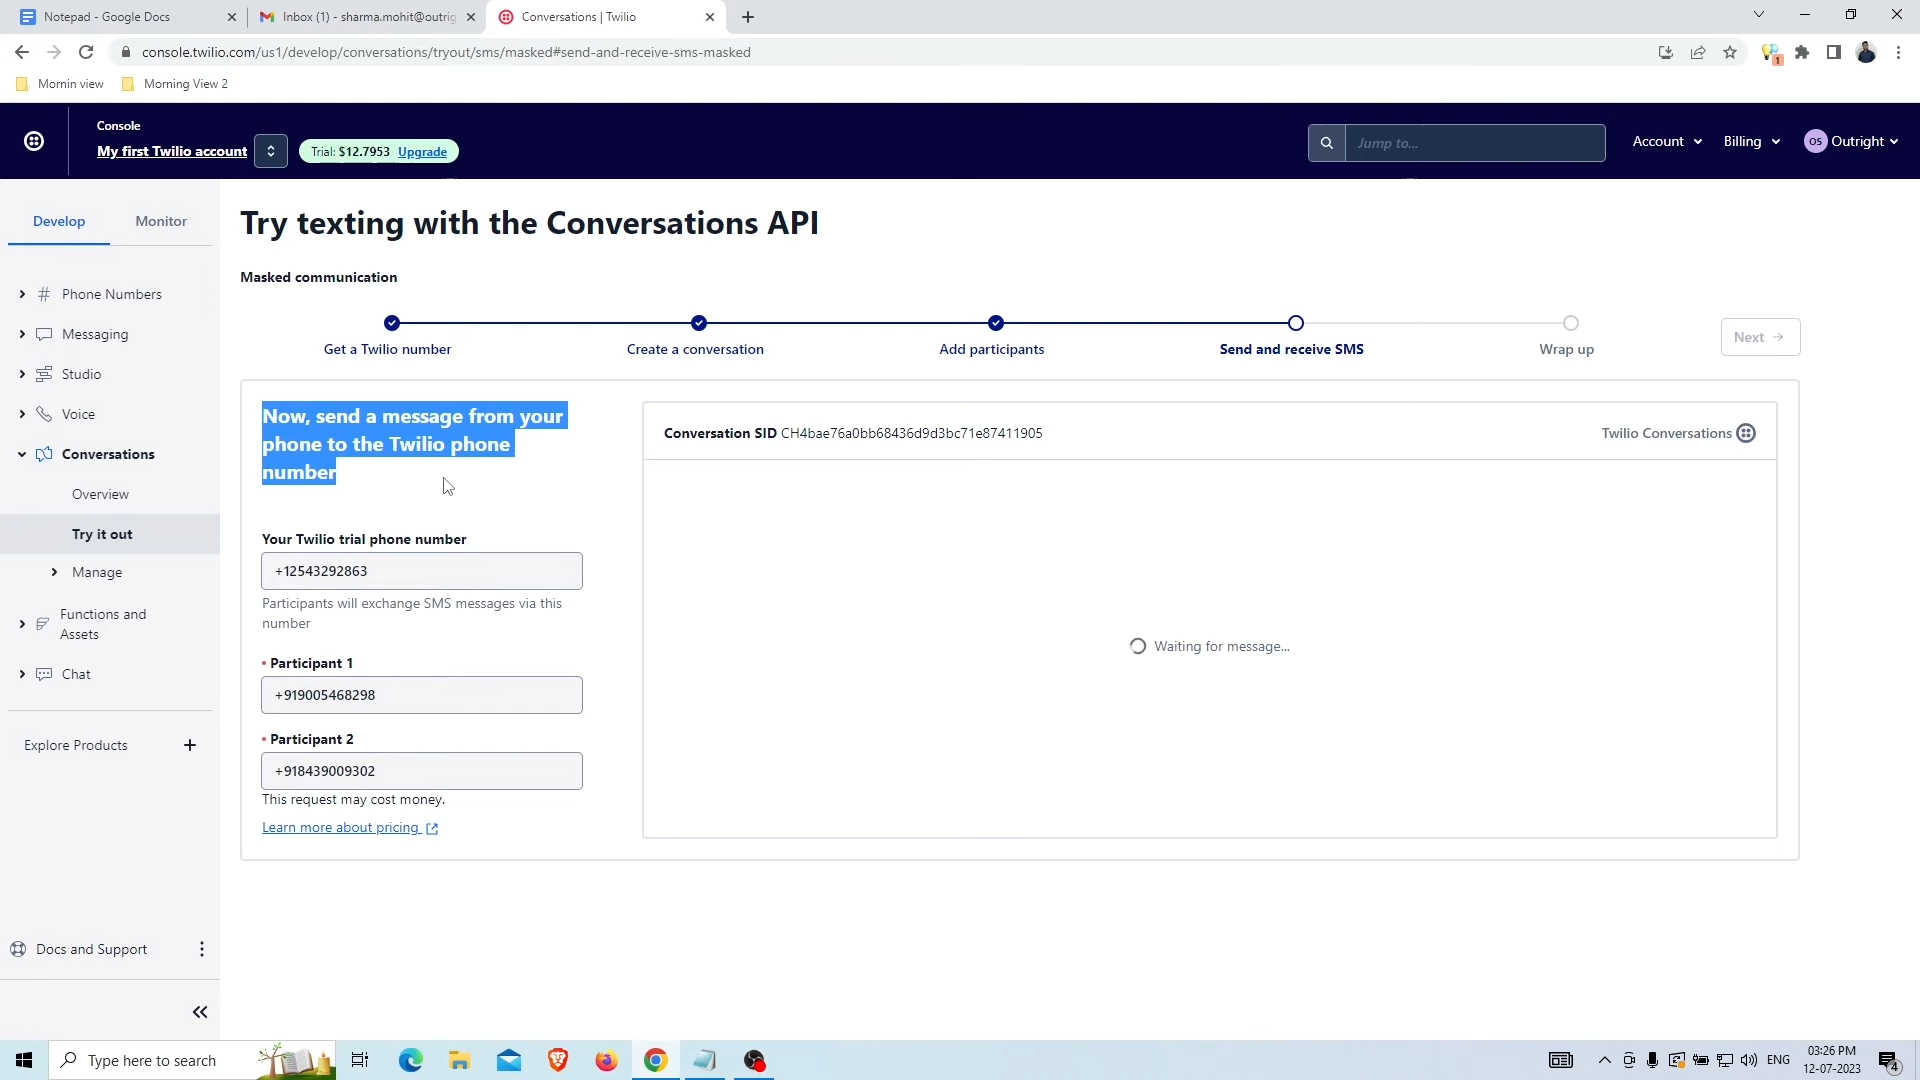 Notepad - Google Docs
Inbox (1) - sharma.mohit@outrig
Conversations | Twilio
console.twilio.com/us1/develop/conversations/tryout/sms/masked#send-and-receive-sms-masked
1
Mornin view
Morning View 2
Console
My first Twilio account
Trial: $12.7953 Upgrade
Jump to...
Account
Billing
OS Outright
Develop
Monitor
Phone Numbers
Messaging
Studio
Voice
Conversations
Overview
Try it out
Manage
Functions and
Assets
Chat
Explore Products
Docs and Support
Try texting with the Conversations API
Masked communication
Get a Twilio number
Create a conversation
Add participants
Send and receive SMS
Wrap up
Next
Now, send a message from your
phone to the Twilio phone
number
Your Twilio trial phone number
+12543292863
Participants will exchange SMS messages via this
number
• Participant 1
+919005468298
• Participant 2
+918439009302
This request may cost money.
Learn more about pricing
Conversation SID CH4bae76a0bb68436d9d3bc71e87411905
Twilio Conversations
Waiting for message...
Type here to search
ENG
03:26 PM
12-07-2023
4